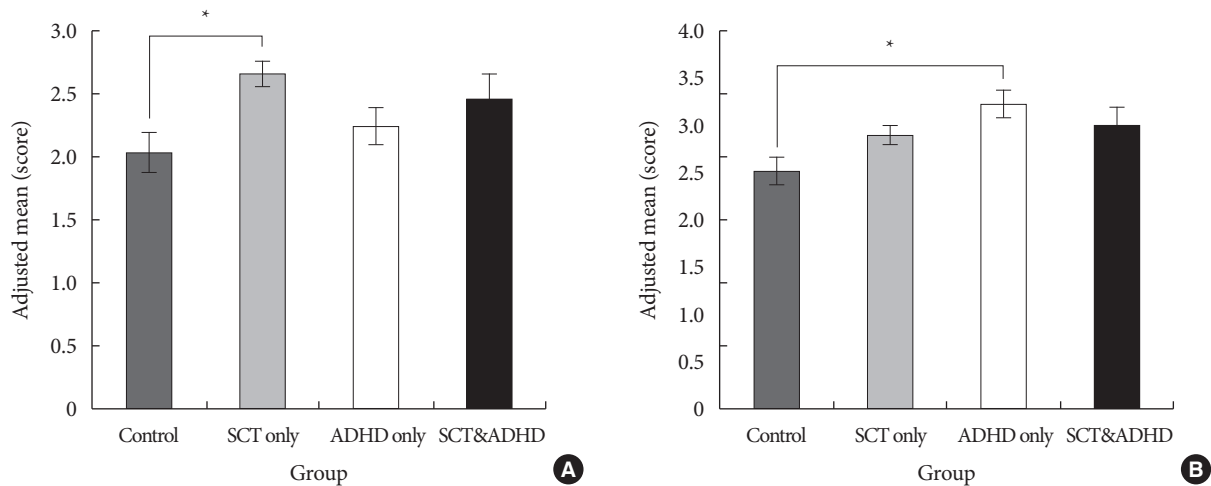 *
3.0
2.5
2.0
1.5
1.0
0.5
0
Adjusted mean (score)
Control SCT only ADHD only SCT&ADHD
Group
A
*
4.0
3.5
3.0
2.5
2.0
1.5
1.0
0.5
0
Adjusted mean (score)
Control SCT only ADHD only SCT&ADHD
Group
B